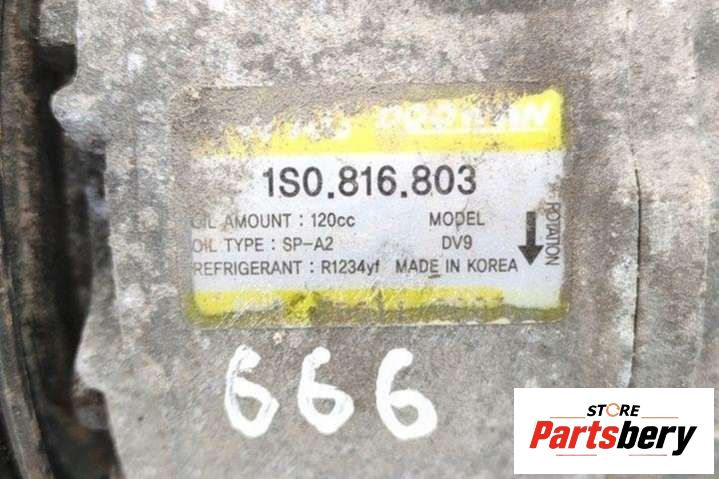 1S0.816.803
OIL AMOUNT : 120cc MODEL
OIL TYPE : SP-A2 DV9
REFRIGERANT : R1234yf MADE IN KOREA
ROTATION
666
STORE
Partsbery